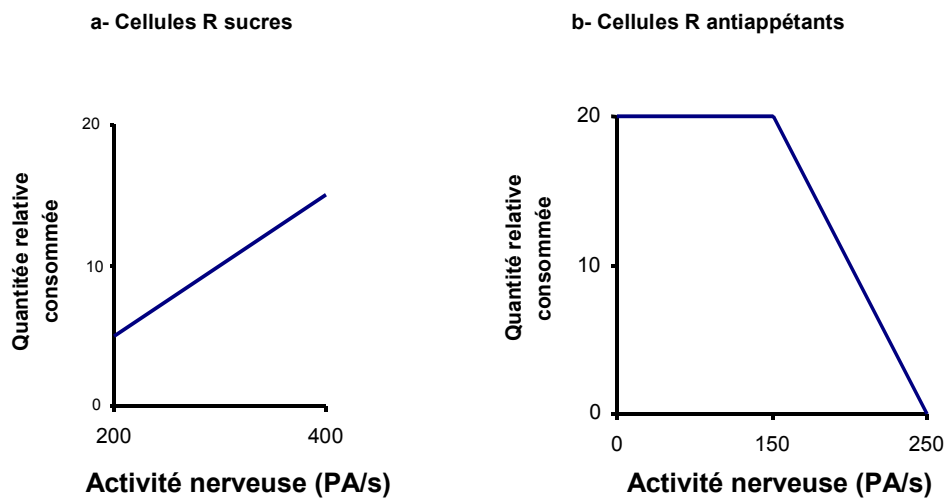 a- Cellules R sucres
20
10
0
200
400
Quantitée relative
consommée
Activité nerveuse (PA/s)
b- Cellules R antiappétants
20
10
0
0
150
250
Quantité relative
consommée
Activité nerveuse (PA/s)